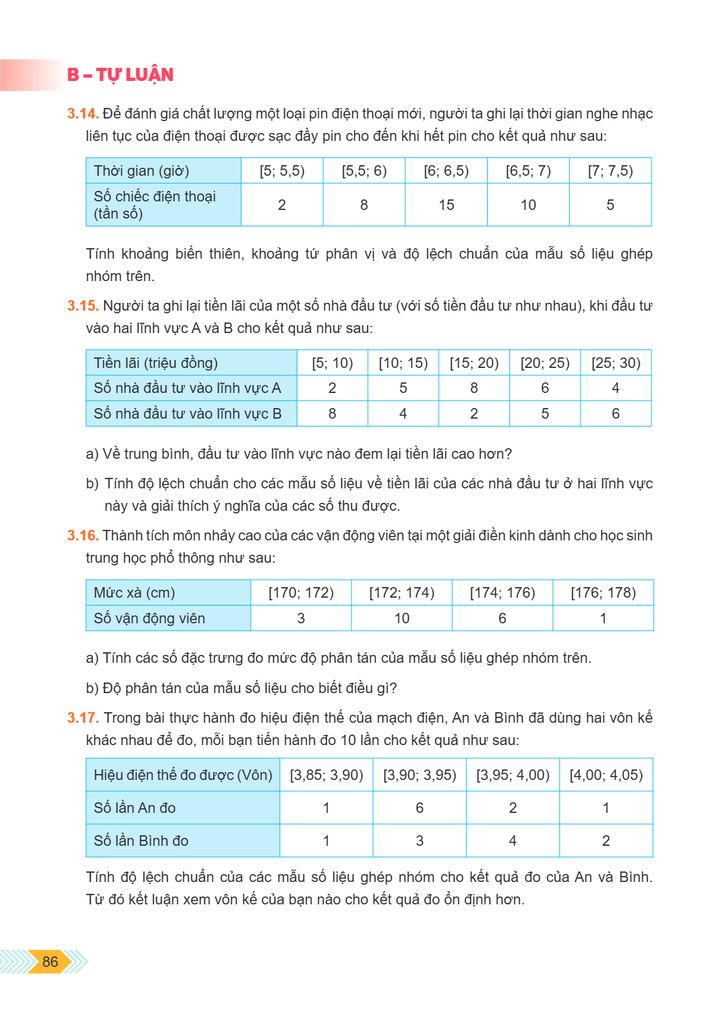 B – TỰ LUẬN
3.14. Để đánh giá chất lượng một loại pin điện thoại mới, người ta ghi lại thời gian nghe nhạc
liên tục của điện thoại được sạc đầy pin cho đến khi hết pin cho kết quả như sau:
Thời gian (giờ) [5; 5,5) [5,5; 6) [6; 6,5) [6,5; 7) [7; 7,5)
Số chiếc điện thoại
(tần số) 2 8 15 10 5
Tính khoảng biến thiên, khoảng tứ phân vị và độ lệch chuẩn của mẫu số liệu ghép
nhóm trên.
3.15. Người ta ghi lại tiền lãi của một số nhà đầu tư (với số tiền đầu tư như nhau), khi đầu tư
vào hai lĩnh vực A và B cho kết quả như sau:
Tiền lãi (triệu đồng) [5; 10) [10; 15) [15; 20) [20; 25) [25; 30)
Số nhà đầu tư vào lĩnh vực A 2 5 8 6 4
Số nhà đầu tư vào lĩnh vực B 8 4 2 5 6
a) Về trung bình, đầu tư vào lĩnh vực nào đem lại tiền lãi cao hơn?
b) Tính độ lệch chuẩn cho các mẫu số liệu về tiền lãi của các nhà đầu tư ở hai lĩnh vực
này và giải thích ý nghĩa của các số thu được.
3.16. Thành tích môn nhảy cao của các vận động viên tại một giải điền kinh dành cho học sinh
trung học phổ thông như sau:
Mức xà (cm) [170; 172) [172; 174) [174; 176) [176; 178)
Số vận động viên 3 10 6 1
a) Tính các số đặc trưng đo mức độ phân tán của mẫu số liệu ghép nhóm trên.
b) Độ phân tán của mẫu số liệu cho biết điều gì?
3.17. Trong bài thực hành đo hiệu điện thế của mạch điện, An và Bình đã dùng hai vôn kế
khác nhau để đo, mỗi bạn tiến hành đo 10 lần cho kết quả như sau:
Hiệu điện thế đo được (Vôn) [3,85; 3,90) [3,90; 3,95) [3,95; 4,00) [4,00; 4,05)
Số lần An đo 1 6 2 1
Số lần Bình đo 1 3 4 2
Tính độ lệch chuẩn của các mẫu số liệu ghép nhóm cho kết quả đo của An và Bình.
Từ đó kết luận xem vôn kế của bạn nào cho kết quả đo ổn định hơn.
86